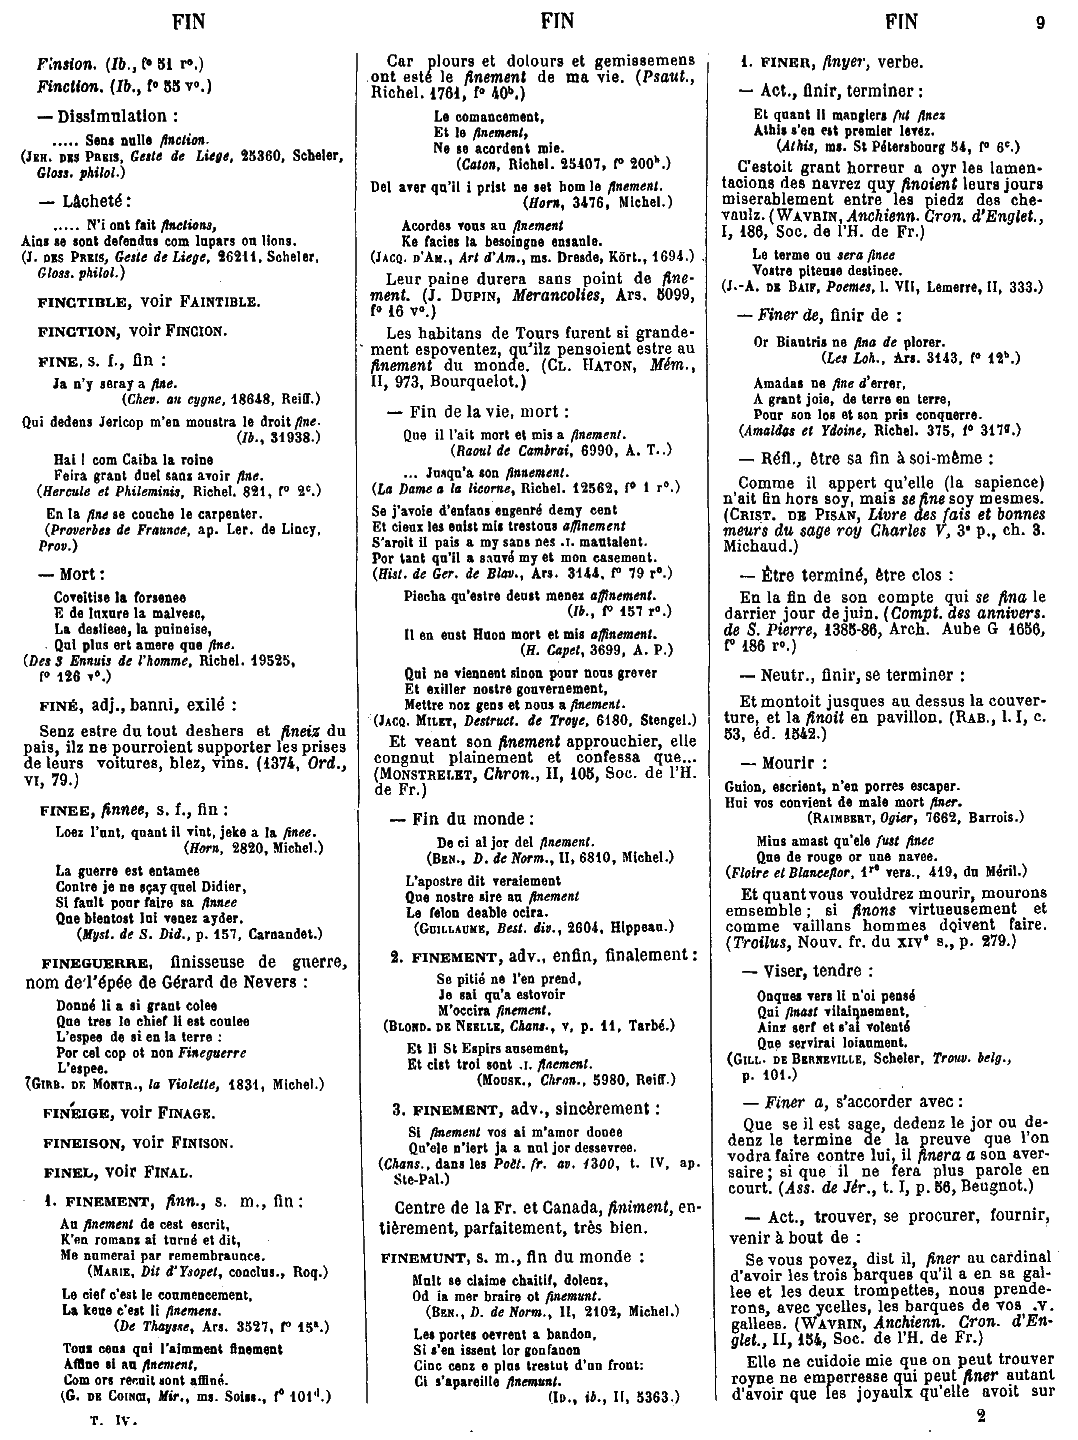 FIN
FIN
FIN
9
Finsion. (Ib., f° 51 r°.)
Finction. (Ib., f° 55 v°.)
— Dissimulation :
..... Sens nulle finction.
(JEH. DES PREIS, Geste de Liege, 25360, Scheler,
Gloss. philol.)
— Lâcheté :
..... N'i ont fait finctions,
Ains se sont defendus com lupars ou lions.
(J. DES PREIS, Geste de Liege, 26211, Scheler,
Gloss. philol.)
FINCTIBLE, voir FAINTIBLE.
FINCTION, voir FINCION.
FINE, s. f., fin :
Ja n'y seray a fine.
(Chev. au cygne, 18648, Reiff.)
Qui dedens Jericop m'en monstra le droit fine.
(Ib., 31938.)
Hai ! com Caiba la roine
Feira grant duel sanz avoir fine.
(Hercule et Phileminis, Richel. 821, f° 2c.)
En la fine se couche le carpenter.
(Proverbes de Fraunce, ap. Ler. de Lincy,
Prov.)
— Mort :
Coveitise la forsenee
E de luxure la malvese,
La desliee, la puineise,
Qui plus ert amere que fine.
(Des 3 Ennuis de l'homme, Richel. 19525,
f° 126 v°.)
FINÉ, adj., banni, exilé :
Senz estre du tout deshers et fineiz du
pais, ilz ne pourroient supporter les prises
de leurs voitures, blez, vins. (1374, Ord.,
VI, 79.)
FINEE, finnee, s. f., fin :
Loez l'unt, quant il vint, jeke a la finee.
(Horn, 2820, Michel.)
La guerre est entamee
Contre je ne sçay quel Didier,
Si fault pour faire sa finnee
Que bientost lui venez ayder.
(Myst. de S. Did., p. 157, Carnandet.)
FINEGUERRE, finisseuse de guerre,
nom de l'épée de Gérard de Nevers :
Donné li a si grant colee
Que tres le chief li est coulee
L'espee de si en la terre :
Por cel cop ot non Fineguerre
L'espee.
(GIRB. DE MONTR., la Violette, 1831, Michel.)
FINEIGE, voir FINAGE.
FINEISON, voir FINISON.
FINEL, voir FINAL.
1. FINEMENT, finn., s. m., fin :
Au finement de cest escrit,
K'en romanz ai turné et dit,
Me numerai par remembraunce.
(MARIE, Dit d'Ysopet, conclus., Roq.)
Le cief c'est le coumencement,
La keue c'est li finemens.
(De Thaysse, Ars. 3527, f° 15a.)
Tous ceus qui l'aimment finement
Affine si au finement,
Com ors recuit sont affiné.
(G. DE COINCI, Mir., ms. Soiss., f° 101d.)
T. IV.
Car plours et dolours et gemissemens
ont esté le finement de ma vie. (Psaut.,
Richel. 1761, f° 40b.)
Le comancement,
Et le finement,
Ne se acordent mie.
(Caton, Richel. 25407, f° 200b.)
Del aver qu'il i prist ne set hom le finement.
(Horn, 3476, Michel.)
Acordes vous au finement
Ke facies la besoingne ensanle.
(JACQ. D'AM., Art d'Am., ms. Dresde, Kört., 1694.)
Leur paine durera sans point de fine-
ment. (J. DUPIN, Merancolies, Ars. 5099,
f° 16 v°.)
Les habitans de Tours furent si grande-
ment espoventez, qu'ilz pensoient estre au
finement du monde. (CL. HATON, Mém.,
II, 973, Bourquelot.)
— Fin de la vie, mort :
Que il l'ait mort et mis a finement.
(Raoul de Cambrai, 6990, A. T..)
... Jusqu'a son finnement.
(La Dame a la licorne, Richel. 12562, f° 1 r°.)
Se j'avoie d'enfans engenré demy cent
Et cieux les euist mis trestous affinement
S'aroit il pais a my sans nes .I. mautalent.
Por tant qu'il a sauvé my et mon casement.
(Hist. de Ger. de Blav., Ars. 3144, f° 79 r°.)
Piecha qu'estre deust menez affinement.
(Ib., f° 157 r°.)
Il en eust Huon mort et mis affinement.
(H. Capet, 3699, A. P.)
Qui ne viennent sinon pour nous grever
Et exiller nostre gouvernement,
Mettre noz gens et nous a finement.
(JACQ. MILET, Destruct. de Troye, 6180, Stengel.)
Et veant son finement approuchier, elle
congnut plainement et confessa que...
(MONSTRELET, Chron., II, 105, Soc. de l'H.
de Fr.)
— Fin du monde :
De ci al jor del finement.
(BEN., D. de Norm., II, 6810, Michel.)
L'apostre dit veraiement
Que nostre sire au finement
Le felon deable ocira.
(GUILLAUME, Best. div., 2604, Hippeau.)
2. FINEMENT, adv., enfin, finalement :
Se pitié ne l'en prend,
Je sai qu'a estovoir
M'occira finement.
(BLOND. DE NEELLE, Chans., V, p. 11, Tarbé.)
Et li St Espirs ausement,
Et cist troi sont .I. finement.
(MOUSK., Chron., 5980, Reiff.)
3. FINEMENT, adv., sincèrement :
Si finement vos ai m'amor donee
Qu'ele n'lert ja a nul jor dessevree.
(Chans., dans les Poët. fr. av. 1300, t. IV, ap.
Ste-Pal.)
Centre de la Fr. et Canada, finiment, en-
tièrement, parfaitement, très bien.
FINEMUNT, s. m., fin du monde :
Mult se claime chaitif, dolenz,
Od ia mer braire ot finemunt.
(BEN., D. de Norm., II, 2102, Michel.)
Les portes oevrent a bandon,
Si s'en issent lor gonfanon
Cinc cenz e plus trestut d'un front:
Ci s'apareille finemunt.
(ID., ib., II, 5363.)
1. FINER, finyer, verbe.
— Act., finir, terminer :
Et quant li mangiers fut finez
Athis s'en est premier levez.
(Athis, ms. St Pétersbourg 54, f° 6c.)
C'estoit grant horreur a oyr les lamen-
tacions des navrez quy finoient leurs jours
miserablement entre les piedz des che-
vaulz. (WAVRIN, Anchienn. Cron. d'Englet.,
I, 186, Soc. de l'H. de Fr.)
Le terme ou sera finee
Vostre piteuse destinee.
(J.-A. DE BAIF, Poemes, l. VII, Lemerre, II, 333.)
— Finer de, finir de :
Or Biautris ne fina de plorer.
(Les Loh., Ars. 3143, f° 12b.)
Amadas ne fine d'errer,
A grant joie, de terre en terre,
Pour son los et son pris conquerre.
(Amaldas et Ydoine, Richel. 375, f° 317g.)
— Réfl., être sa fin à soi-même :
Comme il appert qu'elle (la sapience)
n'ait fin hors soy, mais se fine soy mesmes.
(CRIST. DE PISAN, Livre des fais et bonnes
meurs du sage roy Charles V, 3e p., ch. 3.
Michaud.)
— Être terminé, être clos :
En la fin de son compte qui se fina le
darrier jour de juin. (Compt. des annivers.
de S. Pierre, 1385-86, Arch. Aube G 1656,
f° 186 r°.)
— Neutr., finir, se terminer :
Et montoit jusques au dessus la couver-
ture, et la finoit en pavillon. (RAB., l. I, c.
53, éd. 1542.)
— Mourir :
Guion, escrient, n'en porres escaper.
Hui vos convient de male mort finer.
(RAIMBERT, Ogier, 7662, Barrois.)
Mius amast qu'ele fust finee
Que de rouge or une navee.
(Floire et Blanceflor, 1re vers., 419, du Méril.)
Et quant vous vouldrez mourir, mourons
emsemble ; si finons virtueusement et
comme vaillans hommes doivent faire.
(Troilus, Nouv. fr. du XIVe s., p. 279.)
— Viser, tendre :
Onques vers li n'oi pensé
Qui finast vilainnement,
Ainz serf et s'ai volenté
Que servirai loiaument.
(GILL. DE BERNEVILLE, Scheler, Trouv. belg.,
p. 101.)
— Finer a, s'accorder avec :
Que se il est sage, dedenz le jor ou de-
denz le termine de la preuve que l'on
vodra faire contre lui, il finera a son aver-
saire ; si que il ne fera plus parole en
court. (Ass. de Jér., t. I, p. 56, Beugnot.)
— Act., trouver, se procurer, fournir,
venir à bout de :
Se vous povez, dist il, finer au cardinal
d'avoir les trois barques qu'il a en sa gal-
lee et les deux trompettes, nous prende-
rons, avec ycelles, les barques de vos .V.
gallees. (WAVRIN, Anchienn. Cron. d'En-
glet., II, 154, Soc. de l'H. de Fr.)
Elle ne cuidoie mie que on peut trouver
royne ne emperresse qui peut finer autant
d'avoir que les joyaulx qu'elle avoit sur
2